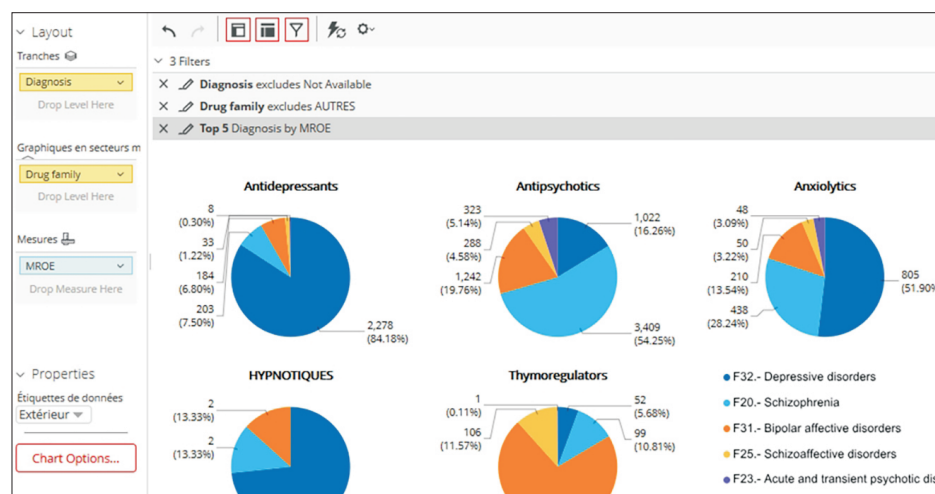 Layout
Tranches
Diagnosis
Drop Level Here
Graphiques en secteurs m
Drug family
Drop Level Here
Mesures
MROE
Drop Measure Here
Properties
Étiquettes de données
Extérieur
Chart Options...
3 Filters
Diagnosis excludes Not Available
Drug family excludes AUTRES
Top 5 Diagnosis by MROE
Antidepressants
8
(0.30%)
33
(1.22%)
184
(6.80%)
203
(7.50%)
2,278
(84.18%)
Antipsychotics
323
(5.14%)
288
(4.58%)
1,242
(19.76%)
1,022
(16.26%)
3,409
(54.25%)
Anxiolytics
48
(3.09%)
50
(3.22%)
210
(13.54%)
438
(28.24%)
805
(51.90%
HYPNOTIQUES
2
(13.33%)
2
(13.33%)
Thymoregulators
1
(0.11%)
106
(11.57%)
52
(5.68%)
99
(10.81%)
F32.- Depressive disorders
F20.- Schizophrenia
F31.- Bipolar affective disorders
F25.- Schizoaffective disorders
F23.- Acute and transient psychotic dis